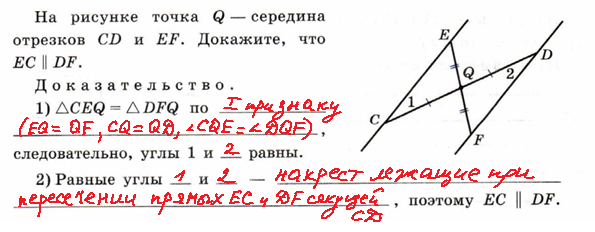 На рисунке точка Q — середина
отрезков CD и EF. Докажите, что
EC ∥ DF.
Доказательство.
1) △CEQ = △DFQ по I признаку
(EQ = QF, CQ = QD, ∠CQE = ∠DQF),
следовательно, углы 1 и 2 равны.
2) Равные углы 1 и 2 — накрест лежащие при
пересечении прямых EC и DF секущей CD, поэтому EC ∥ DF.
E
D
Q
2
1
C
F